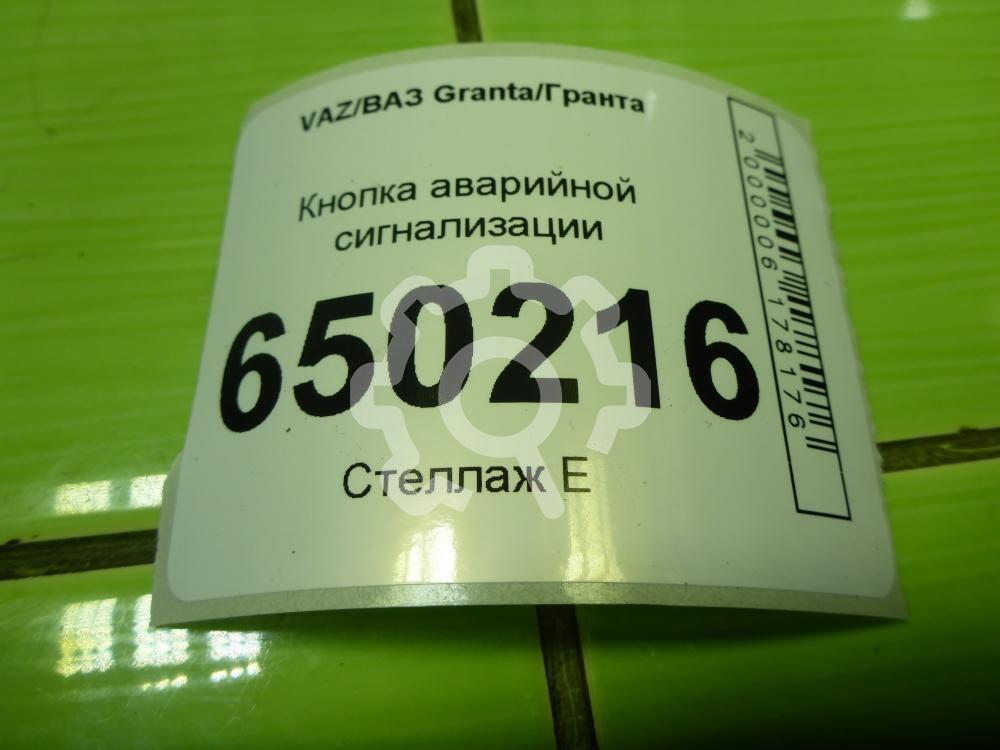 VAZ/ВАЗ Granta/Гранта
Кнопка аварийной
сигнализации
650216
Стеллаж E
2000006178176